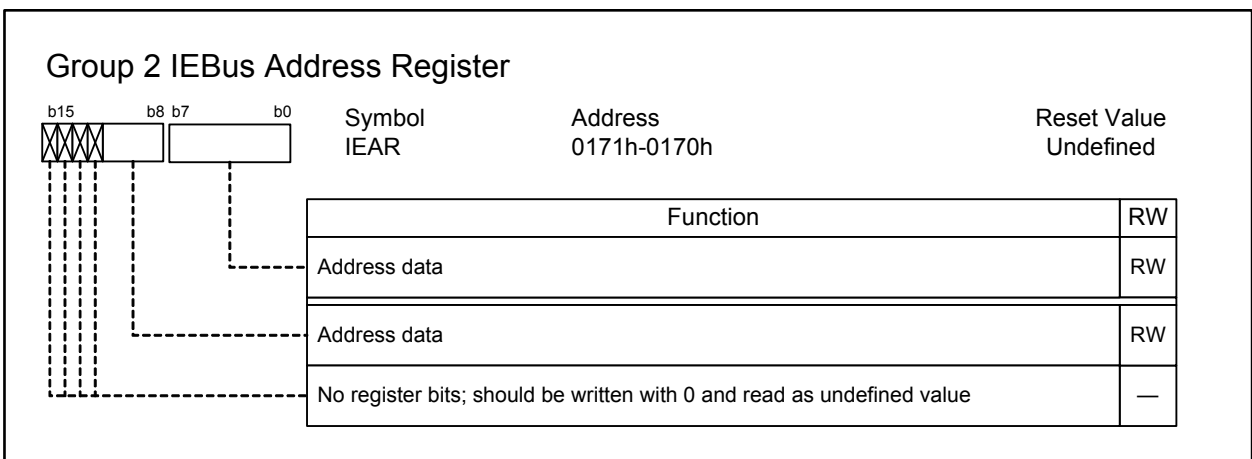 Group 2 IEBus Address Register
b15 b8 b7 b0
Symbol Address Reset Value
IEAR 0171h-0170h Undefined
Function RW
Address data RW
Address data RW
No register bits; should be written with 0 and read as undefined value —